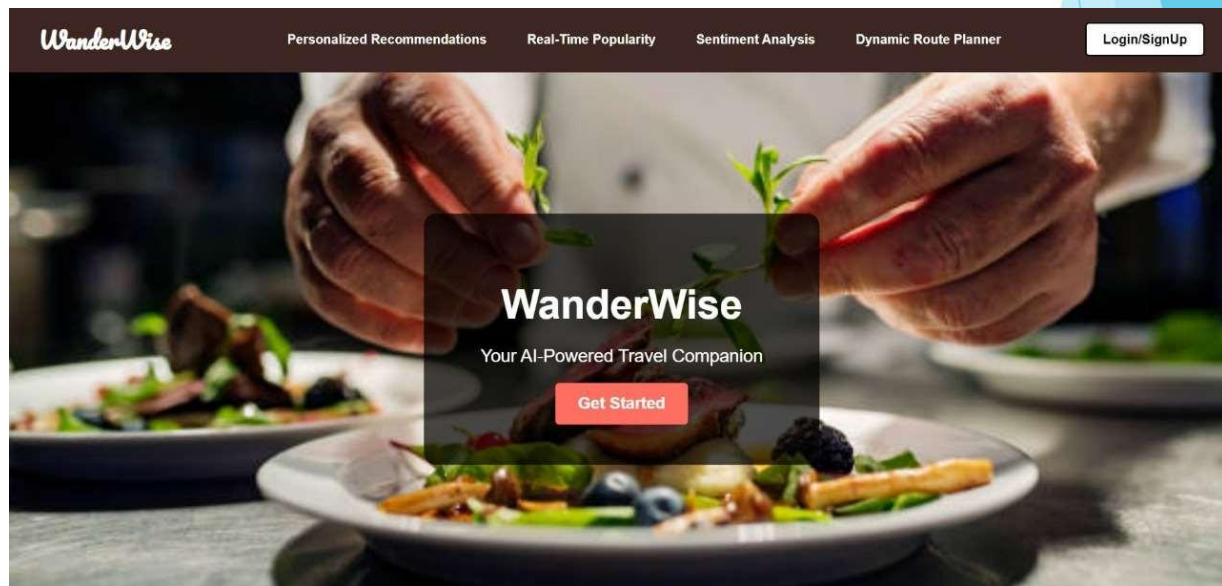 WanderWise
Personalized Recommendations
Real-Time Popularity
Sentiment Analysis
Dynamic Route Planner
Login/SignUp
WanderWise
Your AI-Powered Travel Companion
Get Started